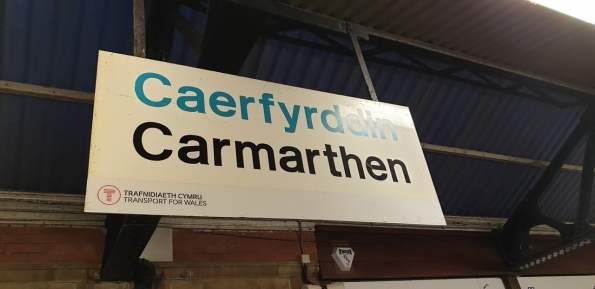 Caerfyrddin
Carmarthen
T
TRAFNIDIAETH CYMRU
TRANSPORT FOR WALES